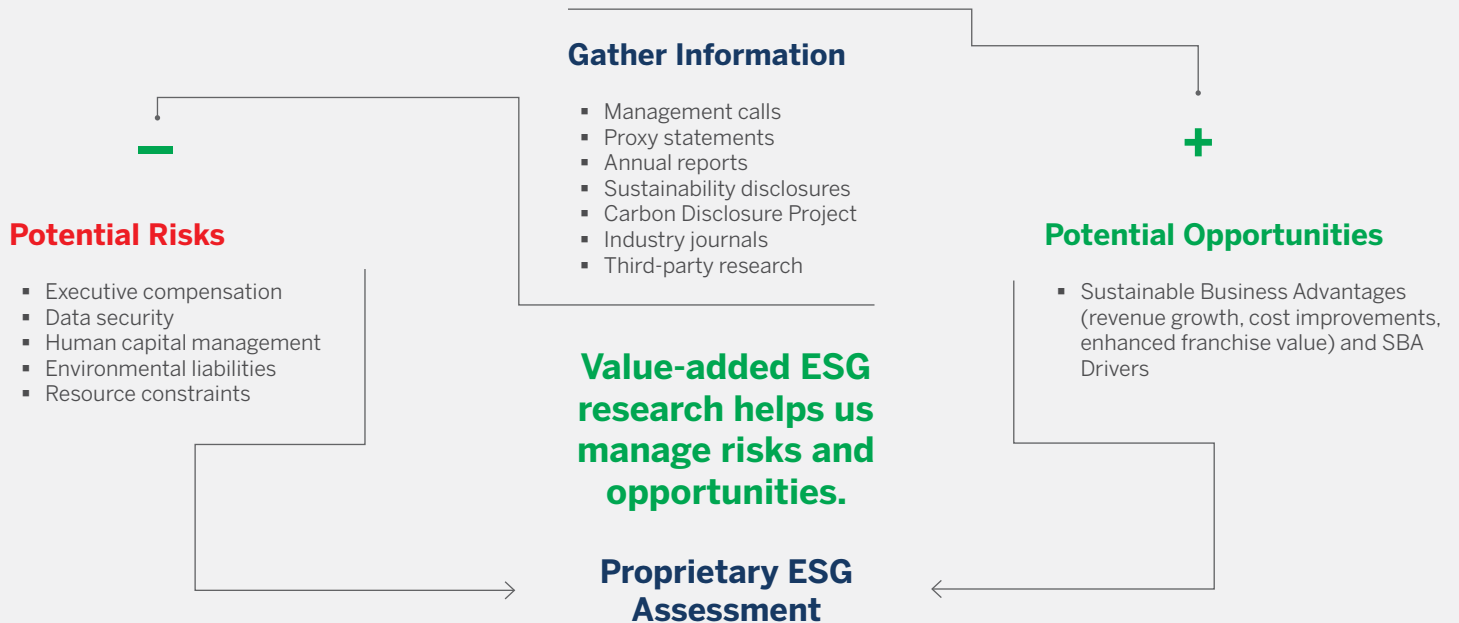 Gather Information
▪ Management calls
▪ Proxy statements
▪ Annual reports
▪ Sustainability disclosures
▪ Carbon Disclosure Project
▪ Industry journals
▪ Third-party research
–
Potential Risks
▪ Executive compensation
▪ Data security
▪ Human capital management
▪ Environmental liabilities
▪ Resource constraints
+
Potential Opportunities
▪ Sustainable Business Advantages
(revenue growth, cost improvements,
enhanced franchise value) and SBA
Drivers
Value-added ESG
research helps us
manage risks and
opportunities.
Proprietary ESG
Assessment